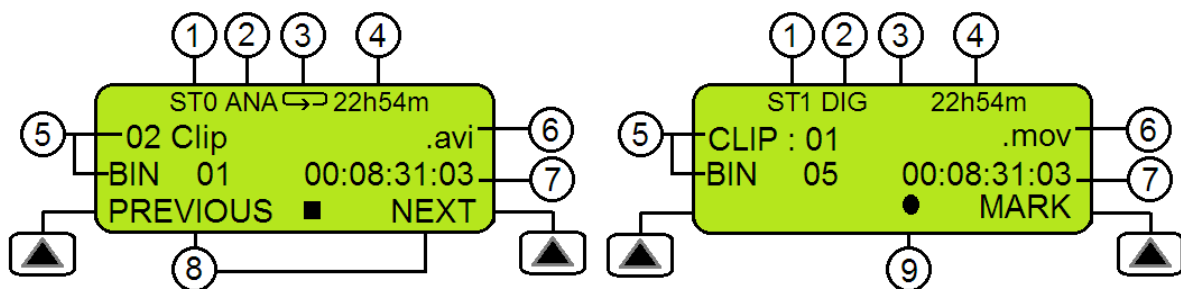 1 2 3 4
ST0 ANA 22h54m
5 02 Clip .avi 6
BIN 01 00:08:31:03 7
PREVIOUS NEXT
8
1 2 3 4
ST1 DIG 22h54m
5 CLIP : 01 .mov 6
BIN 05 00:08:31:03 7
MARK
9